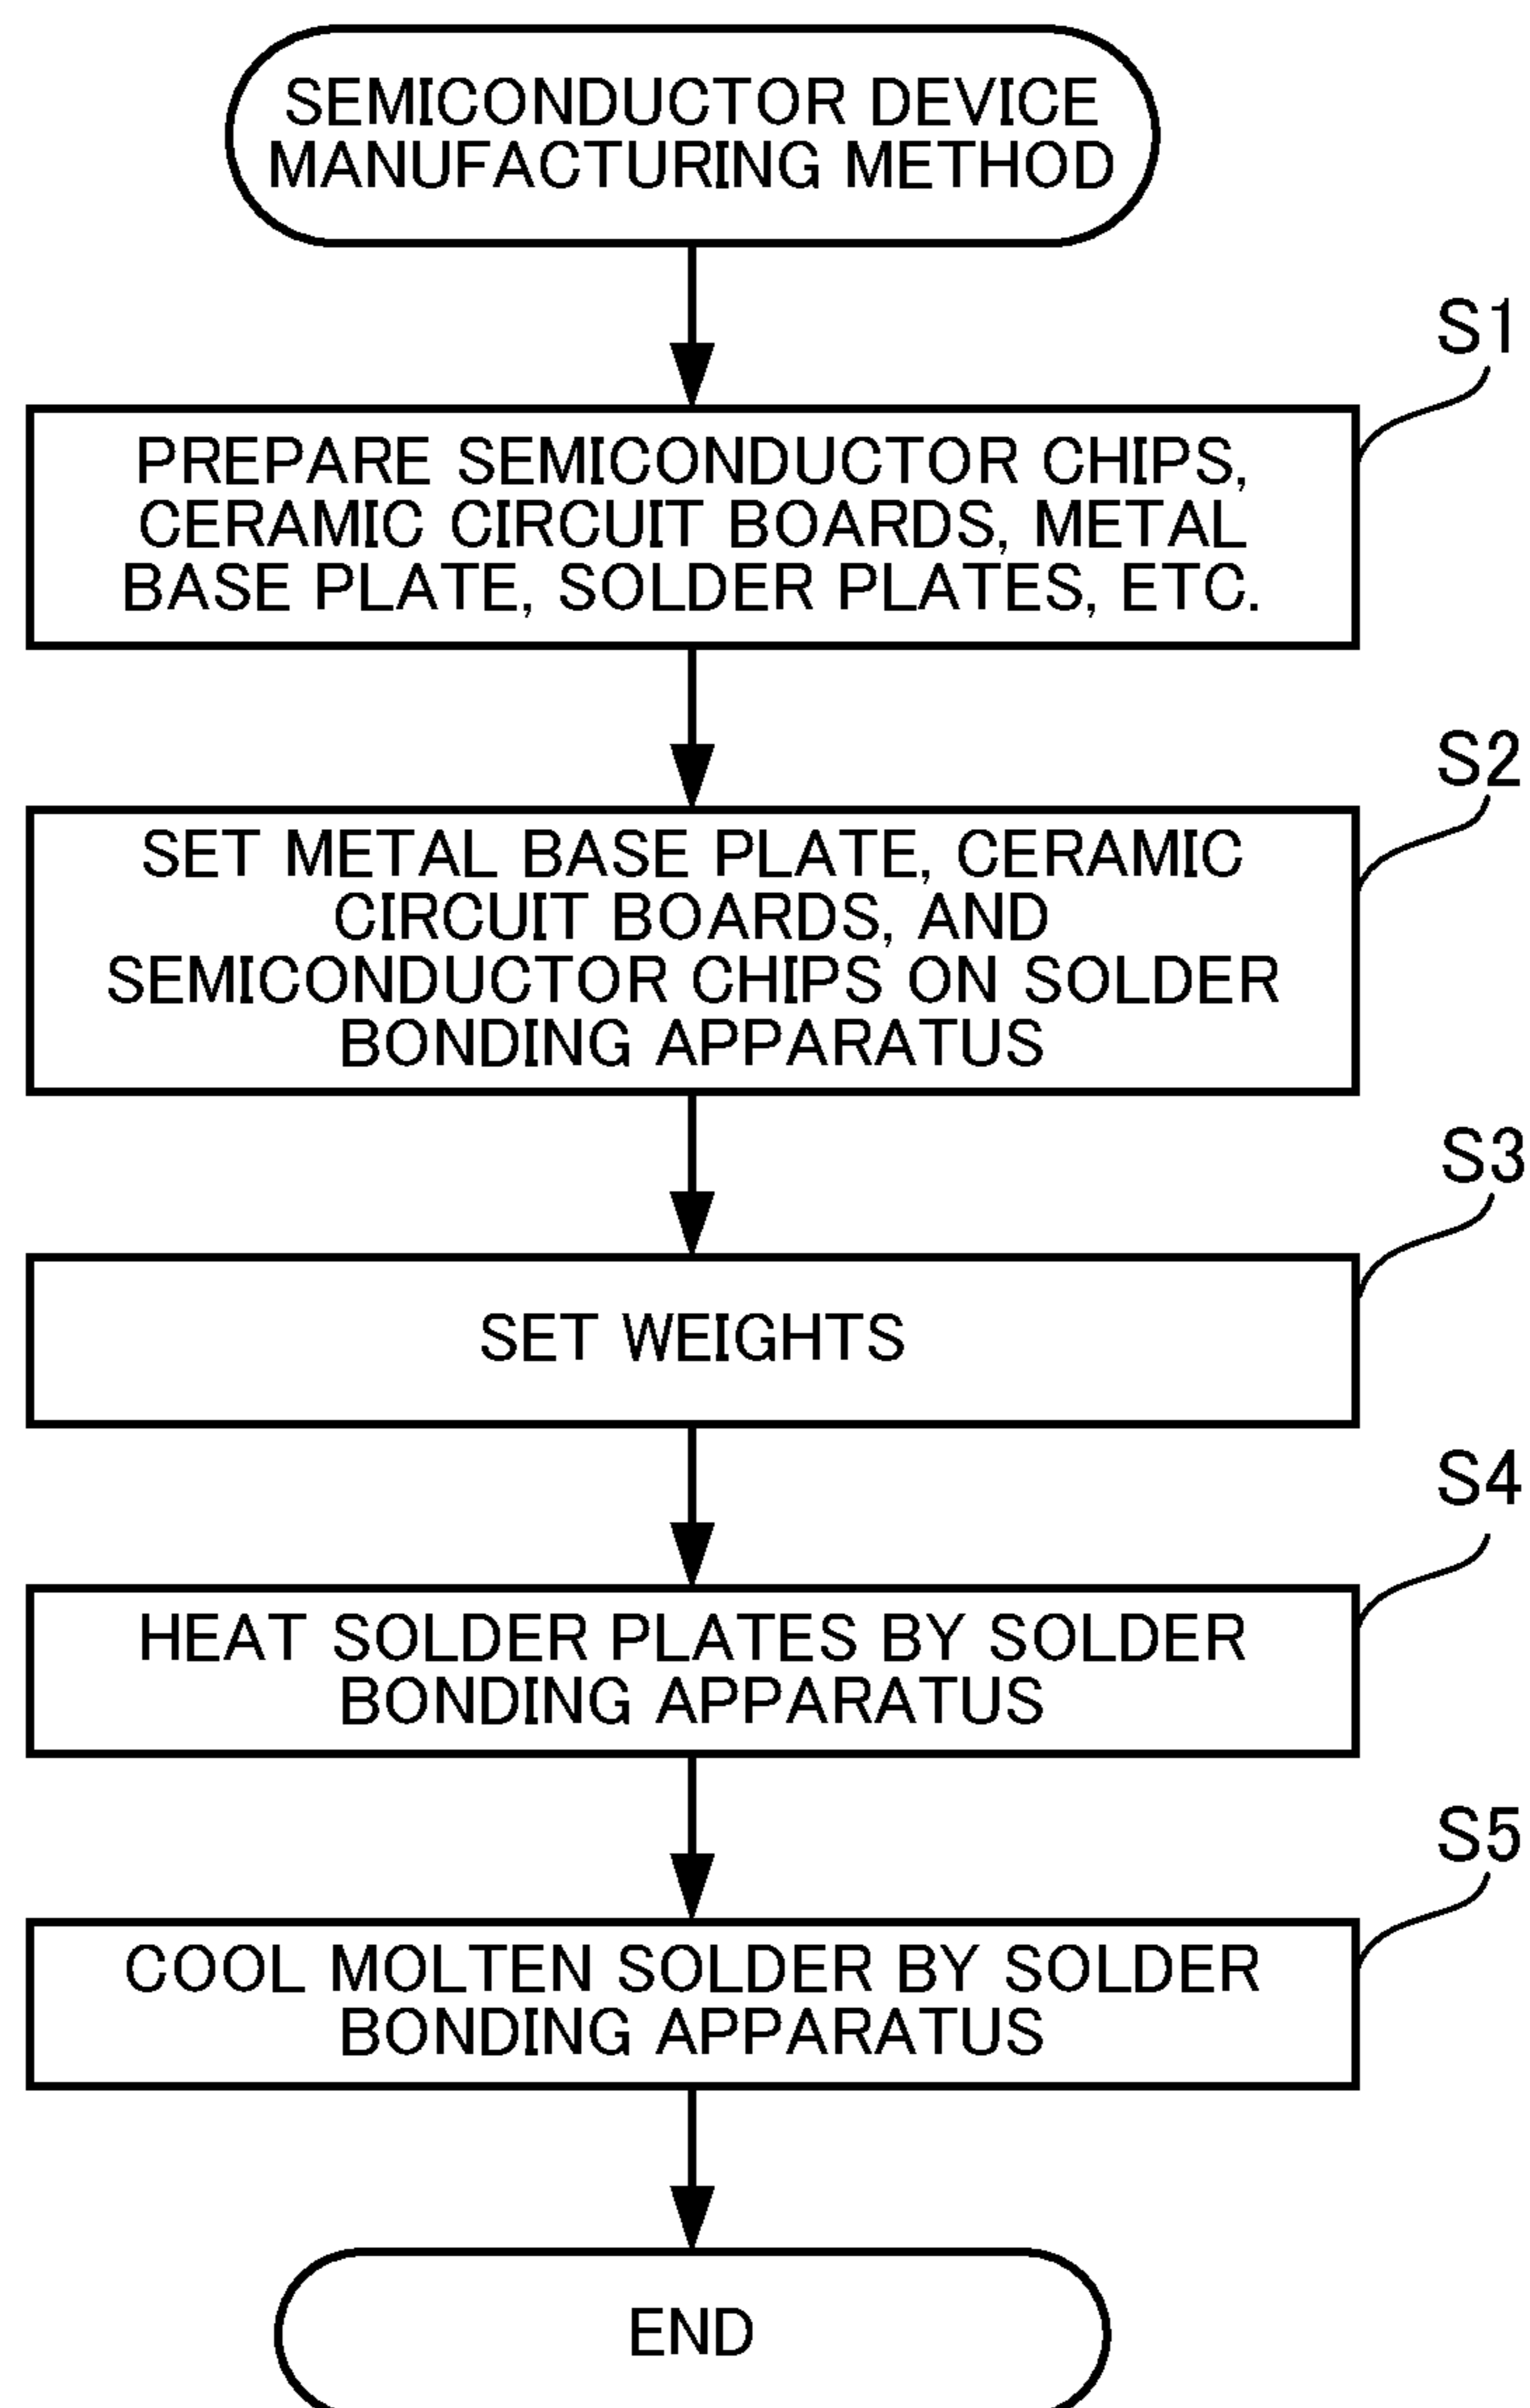 SEMICONDUCTOR DEVICE
MANUFACTURING METHOD
S1
PREPARE SEMICONDUCTOR CHIPS,
CERAMIC CIRCUIT BOARDS, METAL
BASE PLATE, SOLDER PLATES, ETC.
S2
SET METAL BASE PLATE, CERAMIC
CIRCUIT BOARDS, AND
SEMICONDUCTOR CHIPS ON SOLDER
BONDING APPARATUS
S3
SET WEIGHTS
S4
HEAT SOLDER PLATES BY SOLDER
BONDING APPARATUS
S5
COOL MOLTEN SOLDER BY SOLDER
BONDING APPARATUS
END